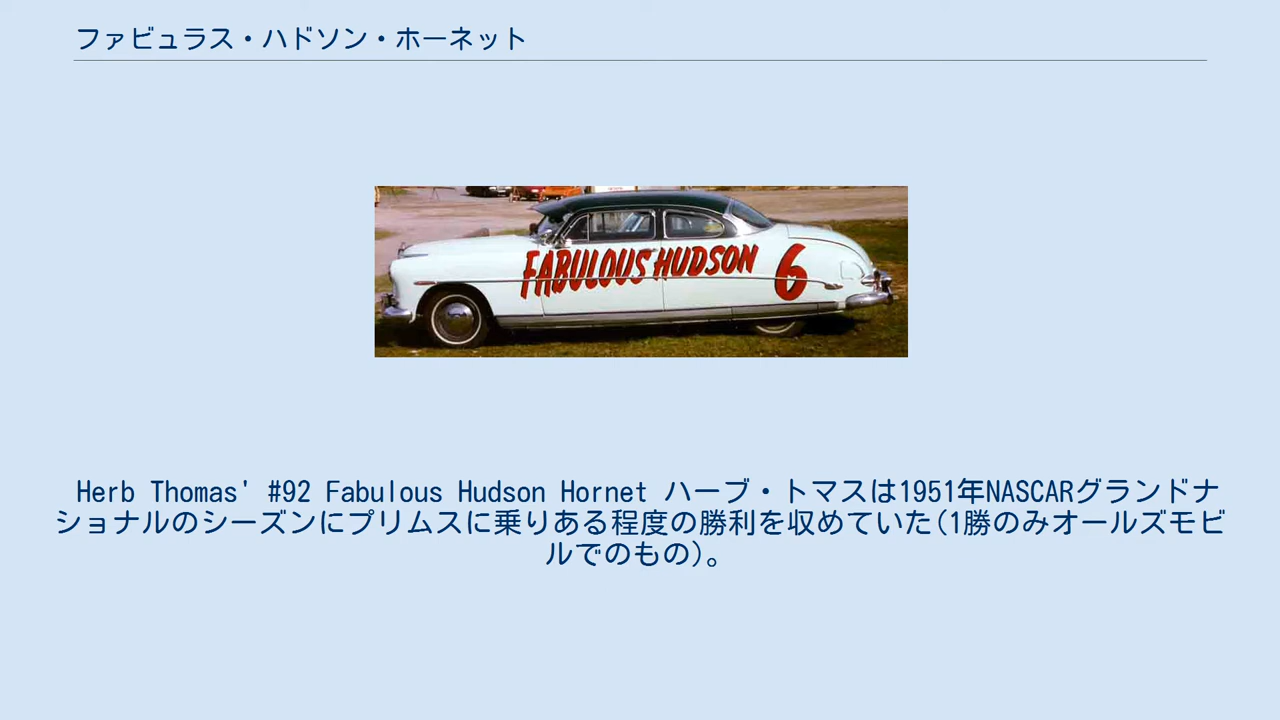 ファビュラス・ハドソン・ホーネット
FABULOUS HUDSON 6
Herb Thomas' #92 Fabulous Hudson Hornet ハーブ・トマスは1951年NASCARグランドナ
ショナルのシーズンにプリムスに乗りある程度の勝利を収めていた(1勝のみオールズモビ
ルでのもの)。